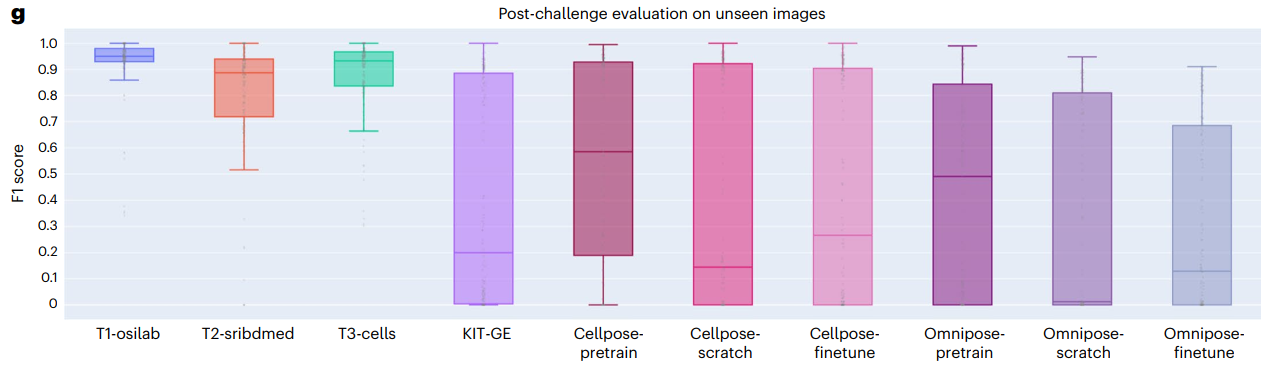 g
Post-challenge evaluation on unseen images
F1 score
1.0
0.9
0.8
0.7
0.6
0.5
0.4
0.3
0.2
0.1
0
T1-osilab
T2-sribdmed
T3-cells
KIT-GE
Cellpose-
pretrain
Cellpose-
scratch
Cellpose-
finetune
Omnipose-
pretrain
Omnipose-
scratch
Omnipose-
finetune